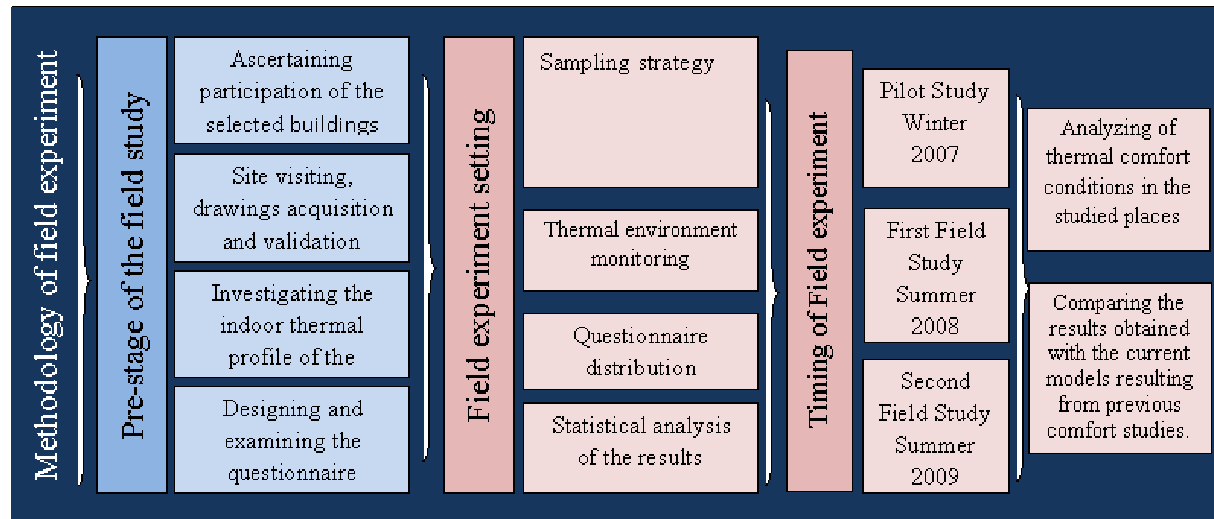 Methodology of field experiment
Pre-stage of the field study
Ascertaining
participation of the
selected buildings
Site visiting,
drawings acquisition
and validation
Investigating the
indoor thermal
profile of the
Designing and
examining the
questionnaire
Field experiment setting
Sampling strategy
Thermal environment
monitoring
Questionnaire
distribution
Statistical analysis
of the results
Timing of Field experiment
Pilot Study
Winter
2007
First Field
Study
Summer
2008
Second
Field Study
Summer
2009
Analyzing of
thermal comfort
conditions in the
studied places
Comparing the
results obtained
with the current
models resulting
from previous
comfort studies.